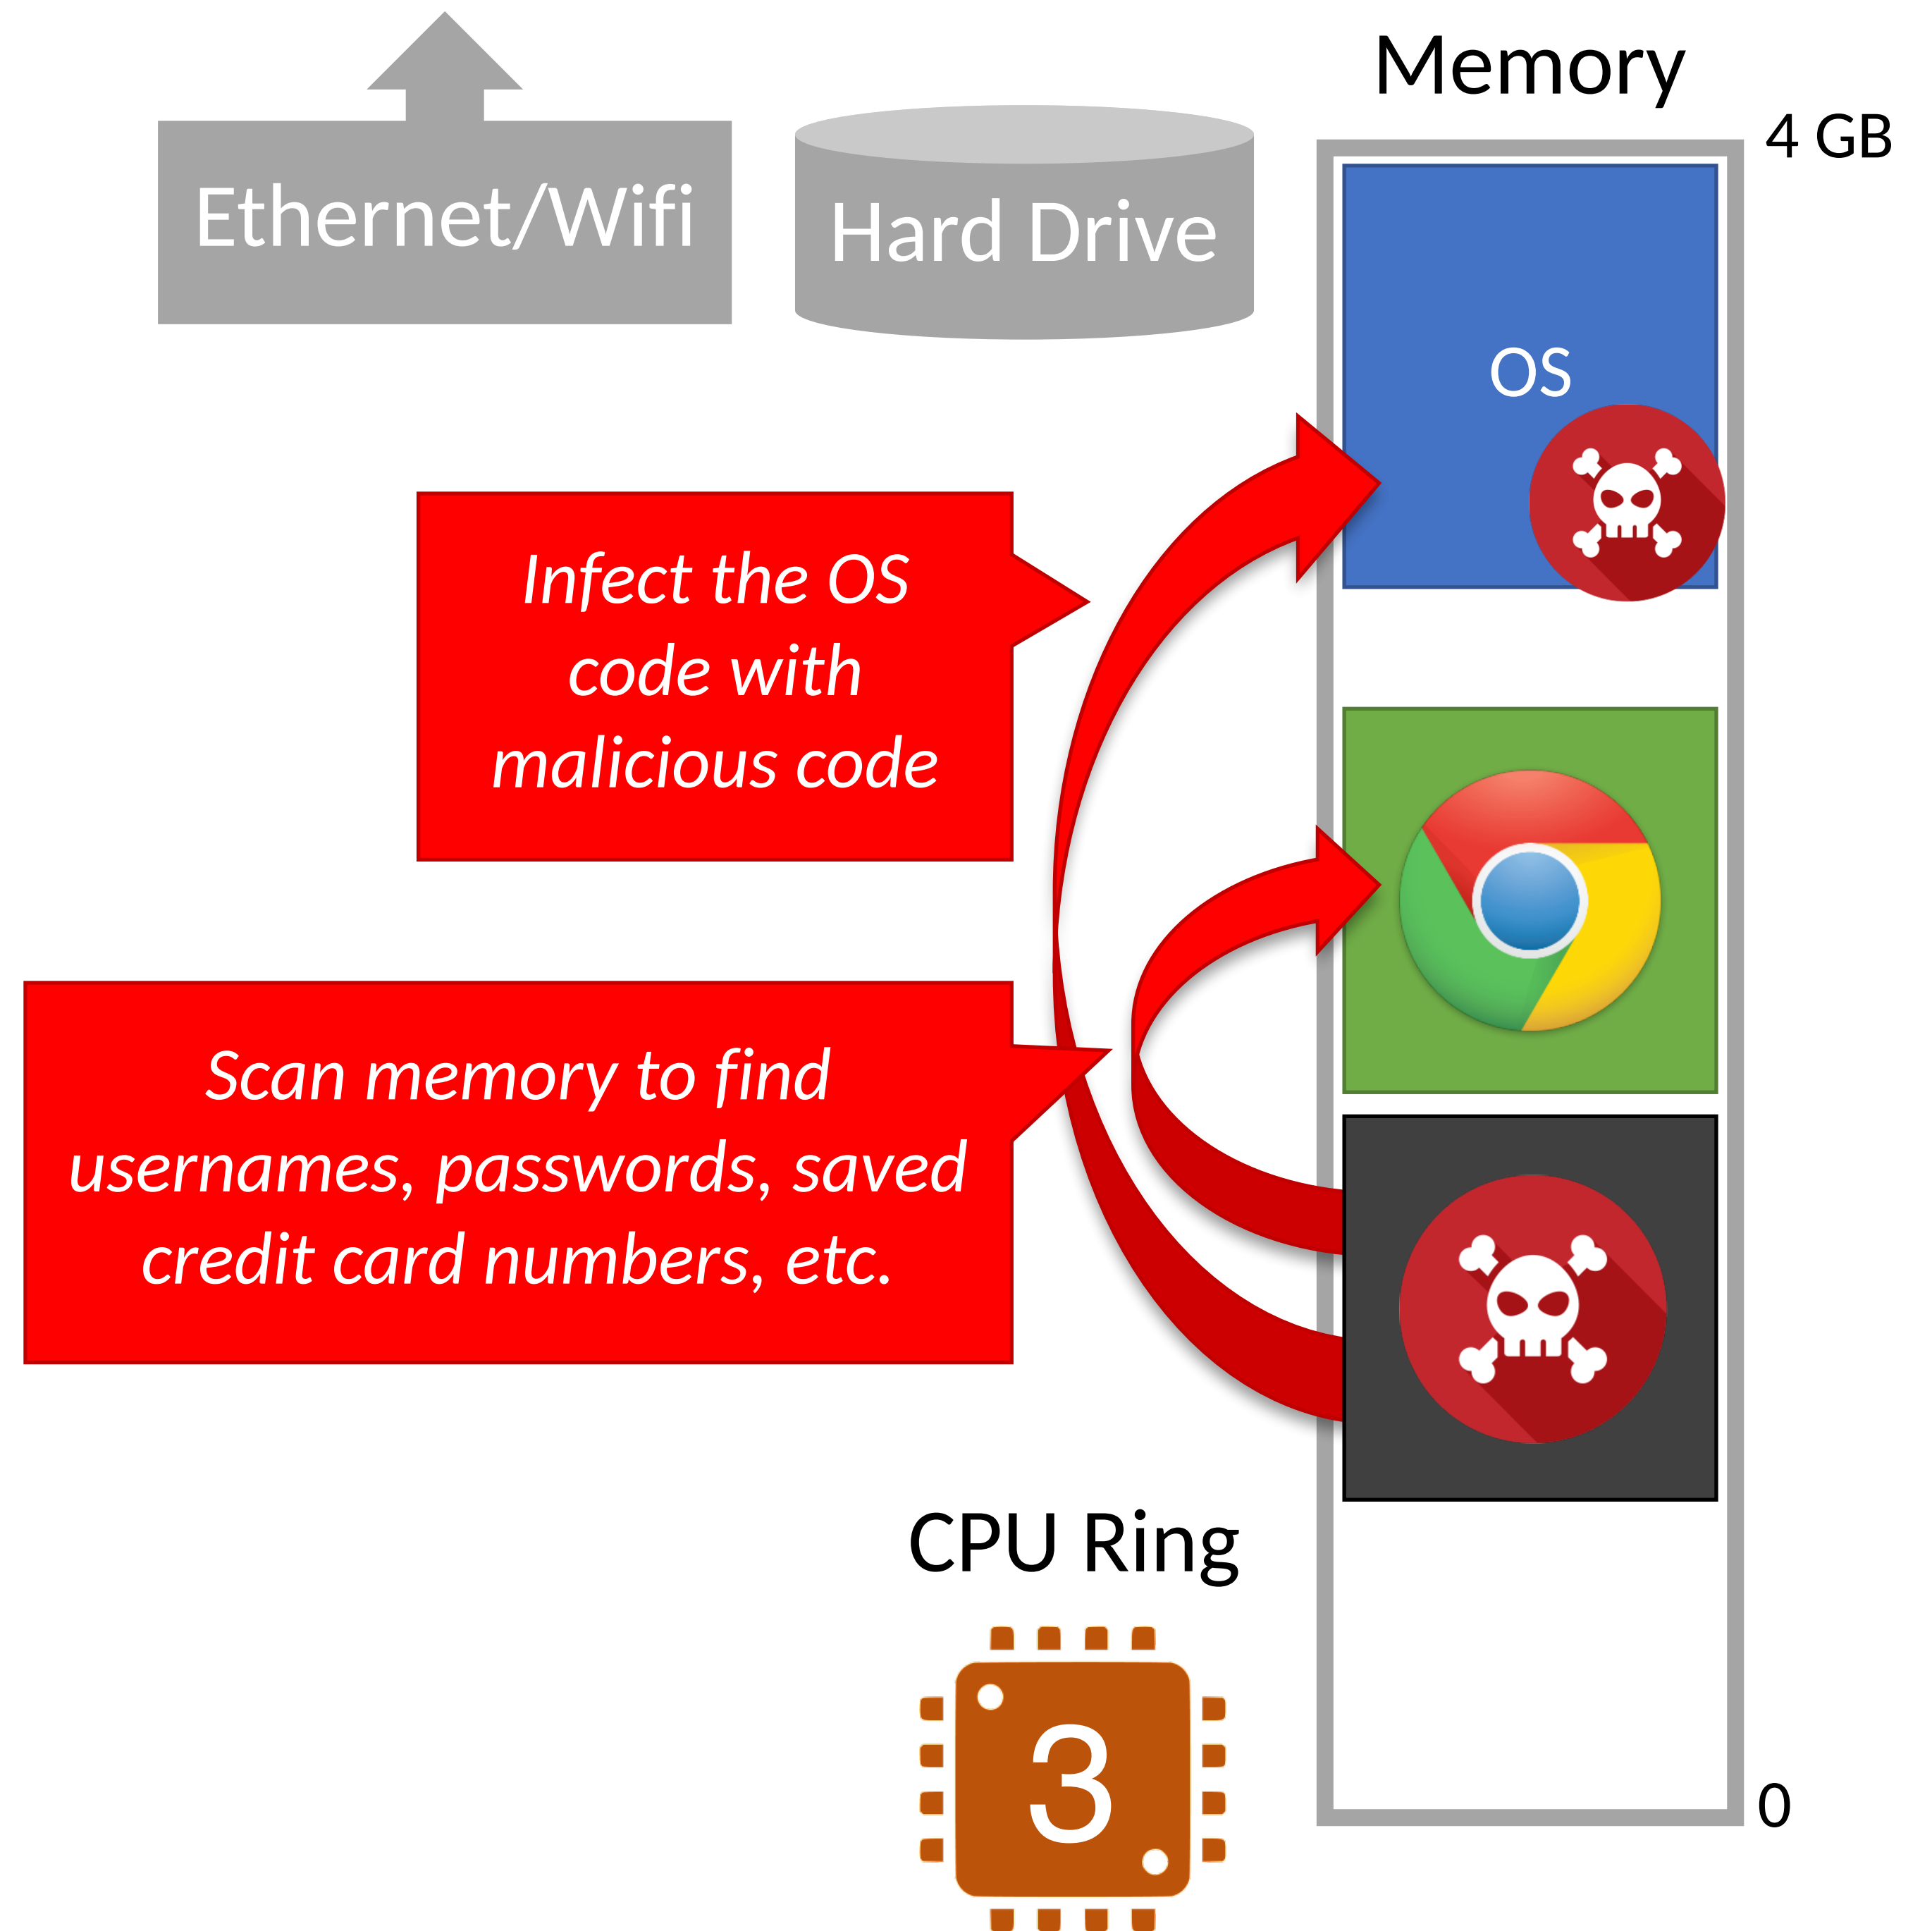 Memory
4 GB
Ethernet/Wifi
Hard Drive
OS
Infect the OS
code with
malicious code
Scan memory to find
usernames, passwords, saved
credit card numbers, etc.
CPU Ring
3
0